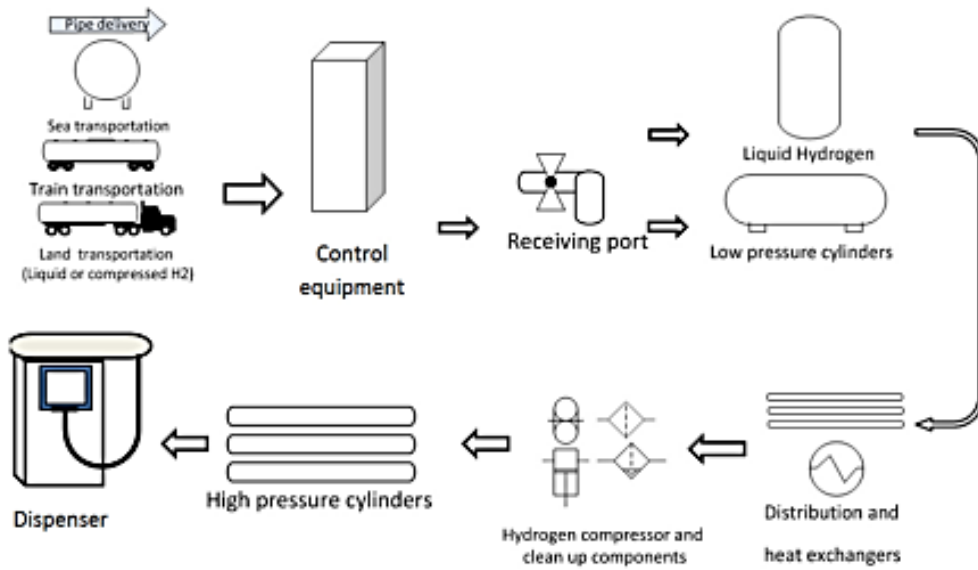 Pipe delivery
Sea transportation
Train transportation
Land transportation
(Liquid or compressed H2)
Control
equipment
Receiving port
Liquid Hydrogen
Low pressure cylinders
Dispenser
High pressure cylinders
Hydrogen compressor and
clean up components
Distribution and
heat exchangers